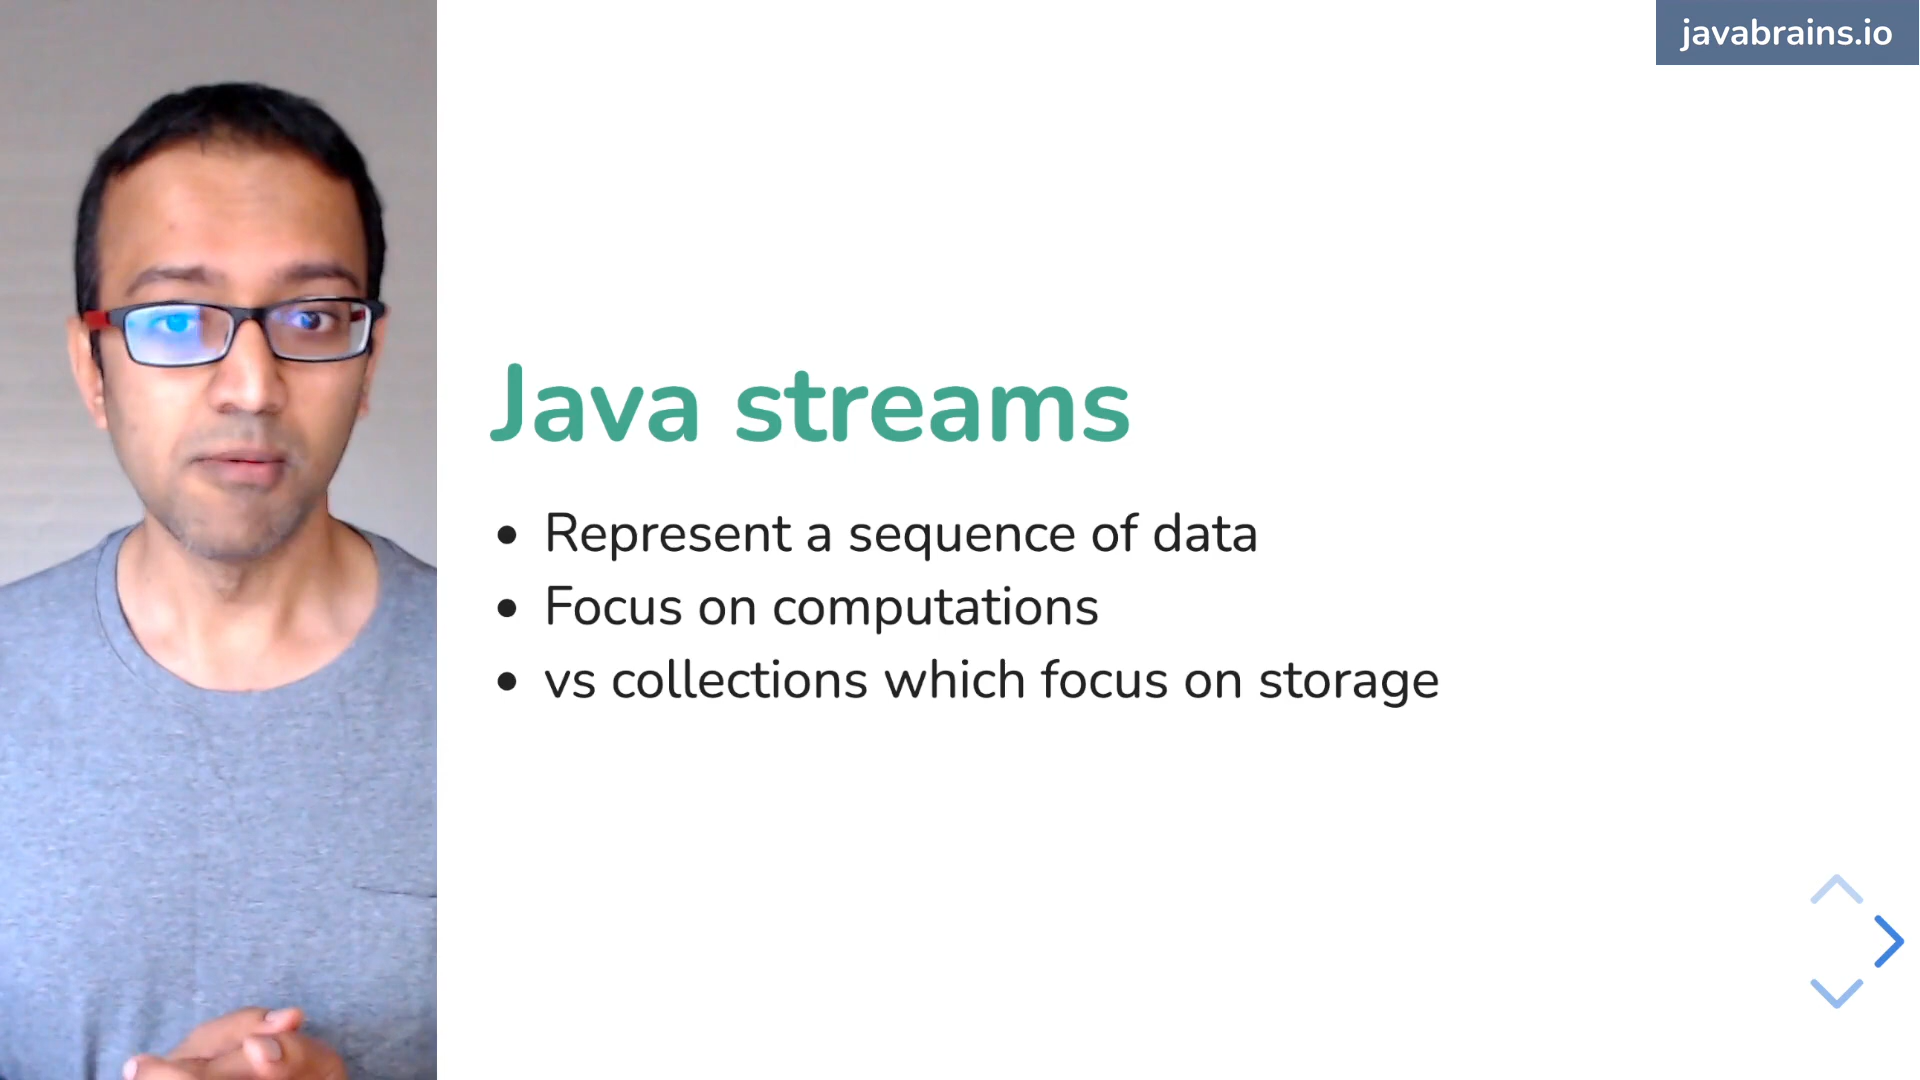 javabrains.io
Java streams
Represent a sequence of data
Focus on computations
vs collections which focus on storage